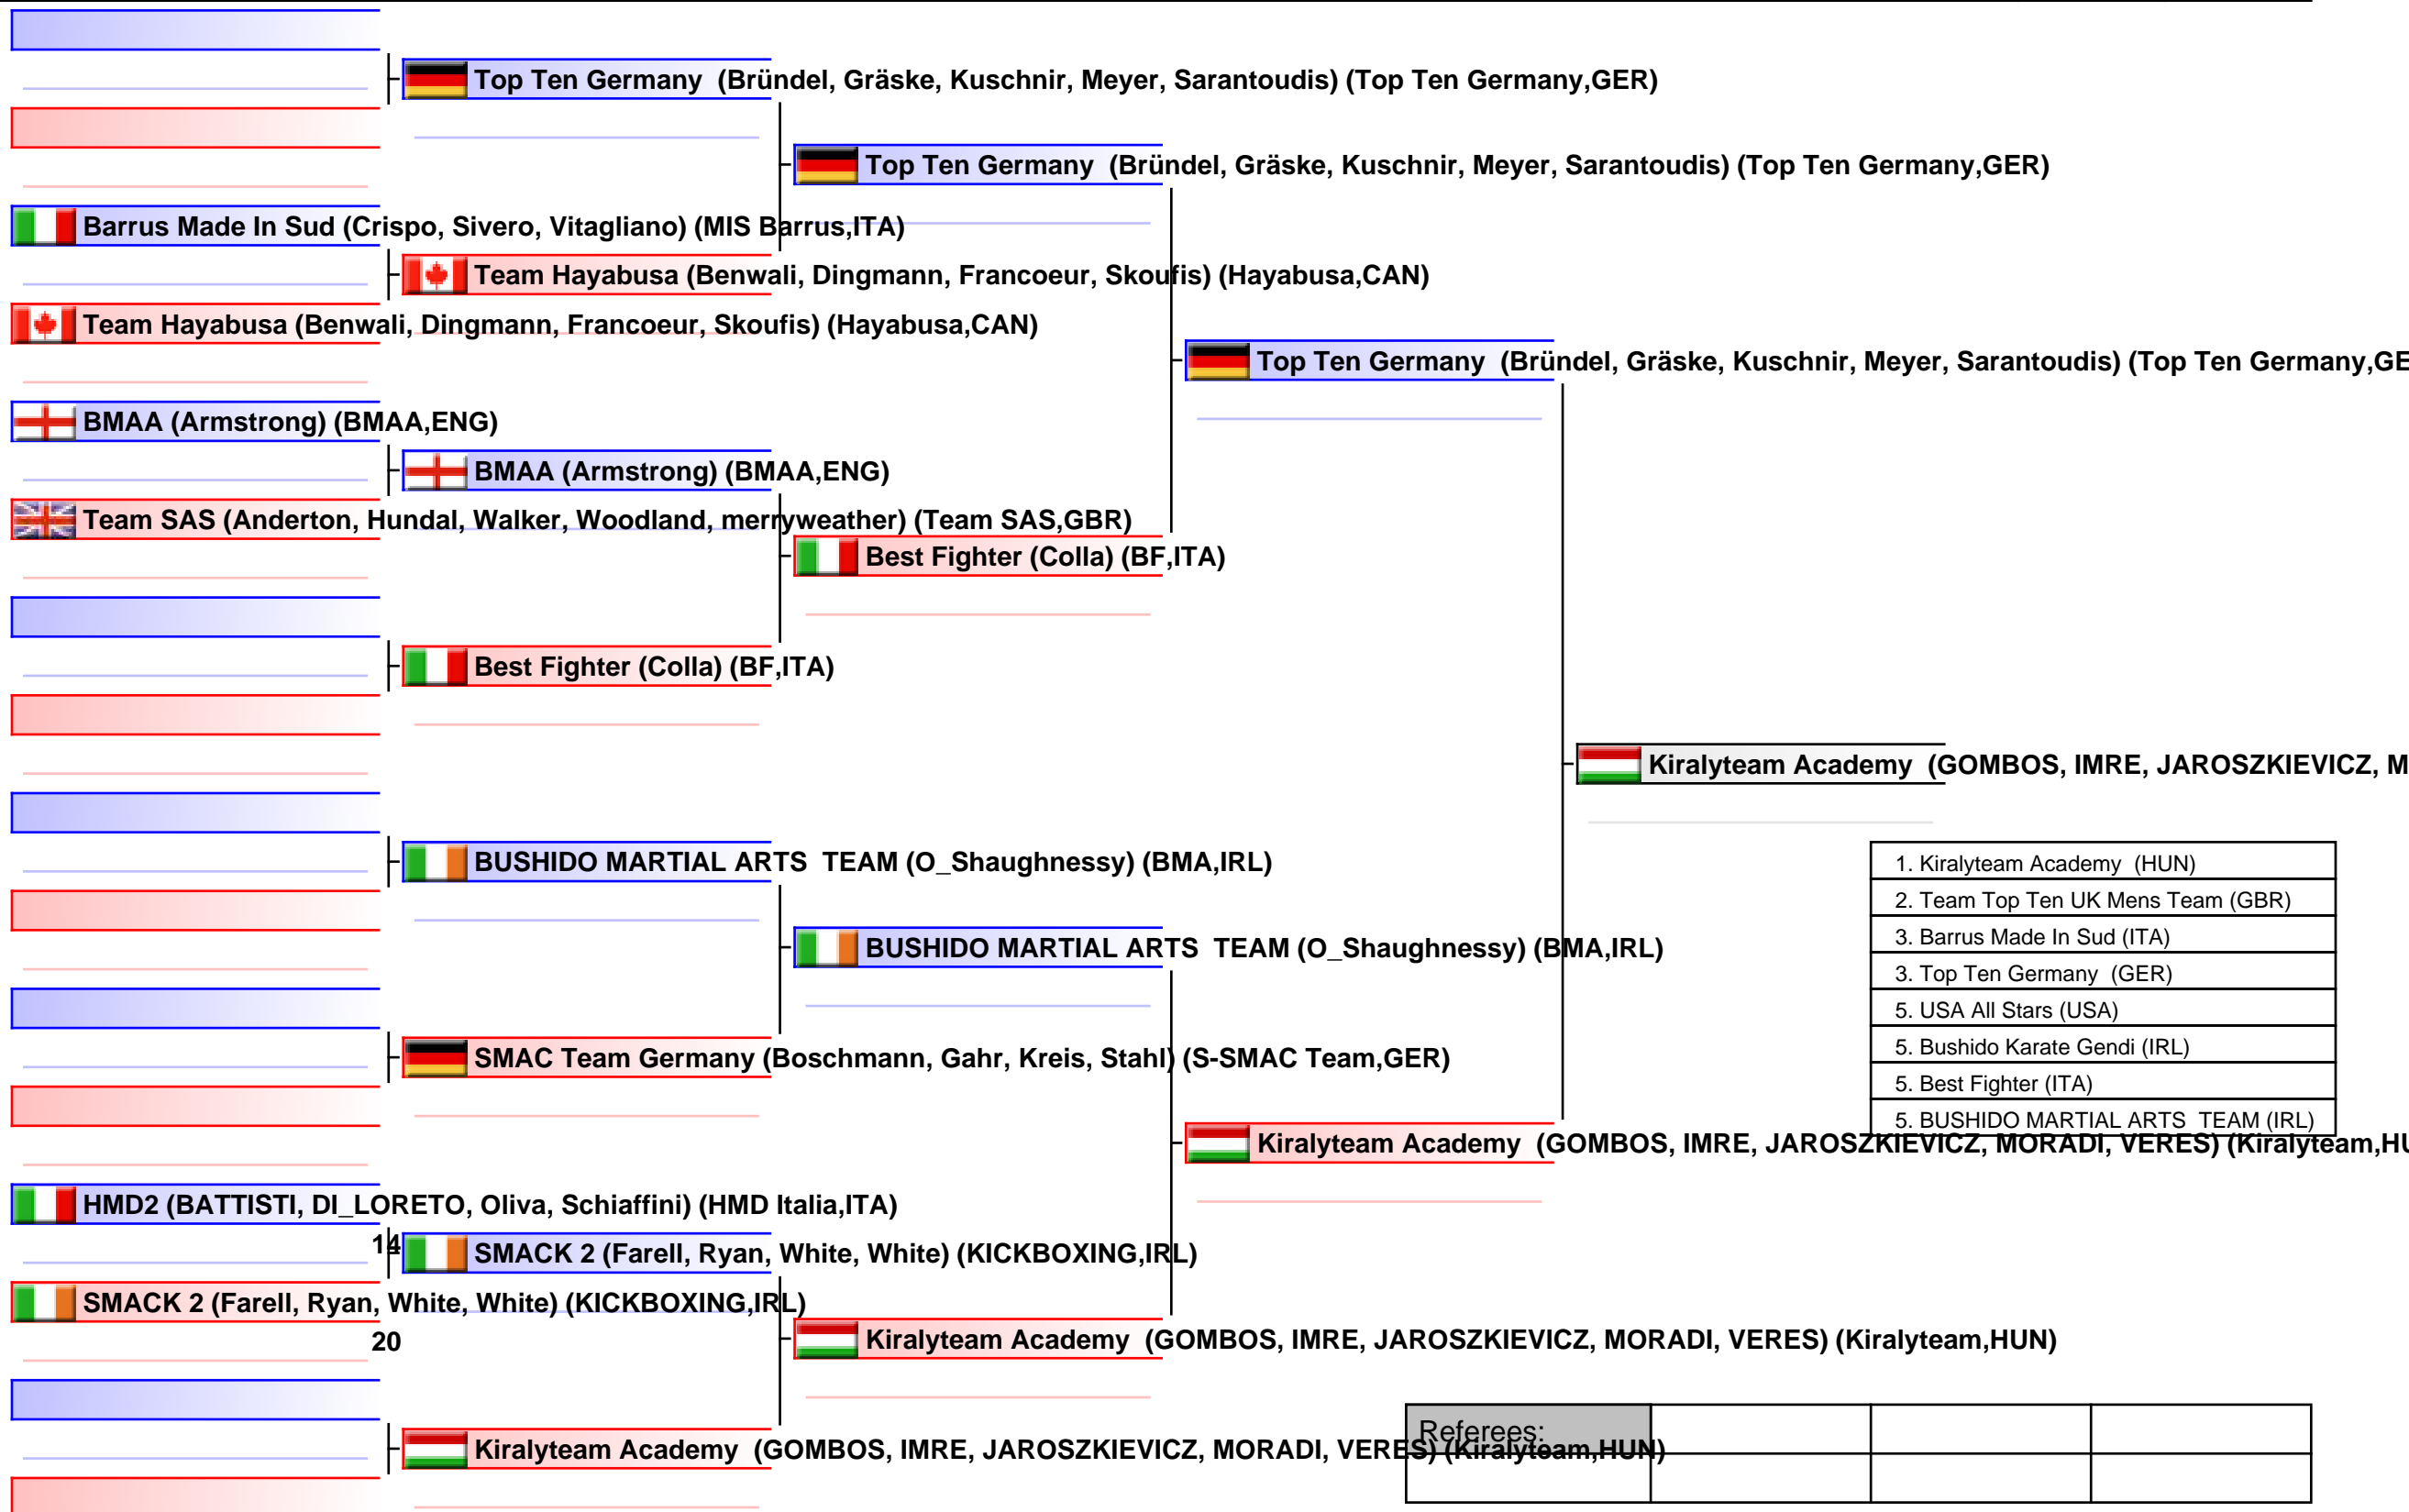 Top Ten Germany  (Bründel, Gräske, Kuschnir, Meyer, Sarantoudis) (Top Ten Germany,GER)
Top Ten Germany  (Bründel, Gräske, Kuschnir, Meyer, Sarantoudis) (Top Ten Germany,GER)
Barrus Made In Sud (Crispo, Sivero, Vitagliano) (MIS Barrus,ITA)
Team Hayabusa (Benwali, Dingmann, Francoeur, Skoufis) (Hayabusa,CAN)
Team Hayabusa (Benwali, Dingmann, Francoeur, Skoufis) (Hayabusa,CAN)
Top Ten Germany  (Bründel, Gräske, Kuschnir, Meyer, Sarantoudis) (Top Ten Germany,GE
BMAA (Armstrong) (BMAA,ENG)
BMAA (Armstrong) (BMAA,ENG)
Team SAS (Anderton, Hundal, Walker, Woodland, merryweather) (Team SAS,GBR)
Best Fighter (Colla) (BF,ITA)
Best Fighter (Colla) (BF,ITA)
Kiralyteam Academy  (GOMBOS, IMRE, JAROSZKIEVICZ, M
BUSHIDO MARTIAL ARTS  TEAM (O_Shaughnessy) (BMA,IRL)
1. Kiralyteam Academy  (HUN)
2. Team Top Ten UK Mens Team (GBR)
3. Barrus Made In Sud (ITA)
BUSHIDO MARTIAL ARTS  TEAM (O_Shaughnessy) (BMA,IRL)
3. Top Ten Germany  (GER)
5. USA All Stars (USA)
5. Bushido Karate Gendi (IRL)
SMAC Team Germany (Boschmann, Gahr, Kreis, Stahl) (S-SMAC Team,GER)
5. Best Fighter (ITA)
5. BUSHIDO MARTIAL ARTS  TEAM (IRL)
Kiralyteam Academy  (GOMBOS, IMRE, JAROSZKIEVICZ, MORADI, VERES) (Kiralyteam,HU
HMD2 (BATTISTI, DI_LORETO, Oliva, Schiaffini) (HMD Italia,ITA)
14
SMACK 2 (Farell, Ryan, White, White) (KICKBOXING,IRL)
SMACK 2 (Farell, Ryan, White, White) (KICKBOXING,IRL)
20
Kiralyteam Academy  (GOMBOS, IMRE, JAROSZKIEVICZ, MORADI, VERES) (Kiralyteam,HUN)
Referees:
Kiralyteam Academy  (GOMBOS, IMRE, JAROSZKIEVICZ, MORADI, VERES) (Kiralyteam,HUN)